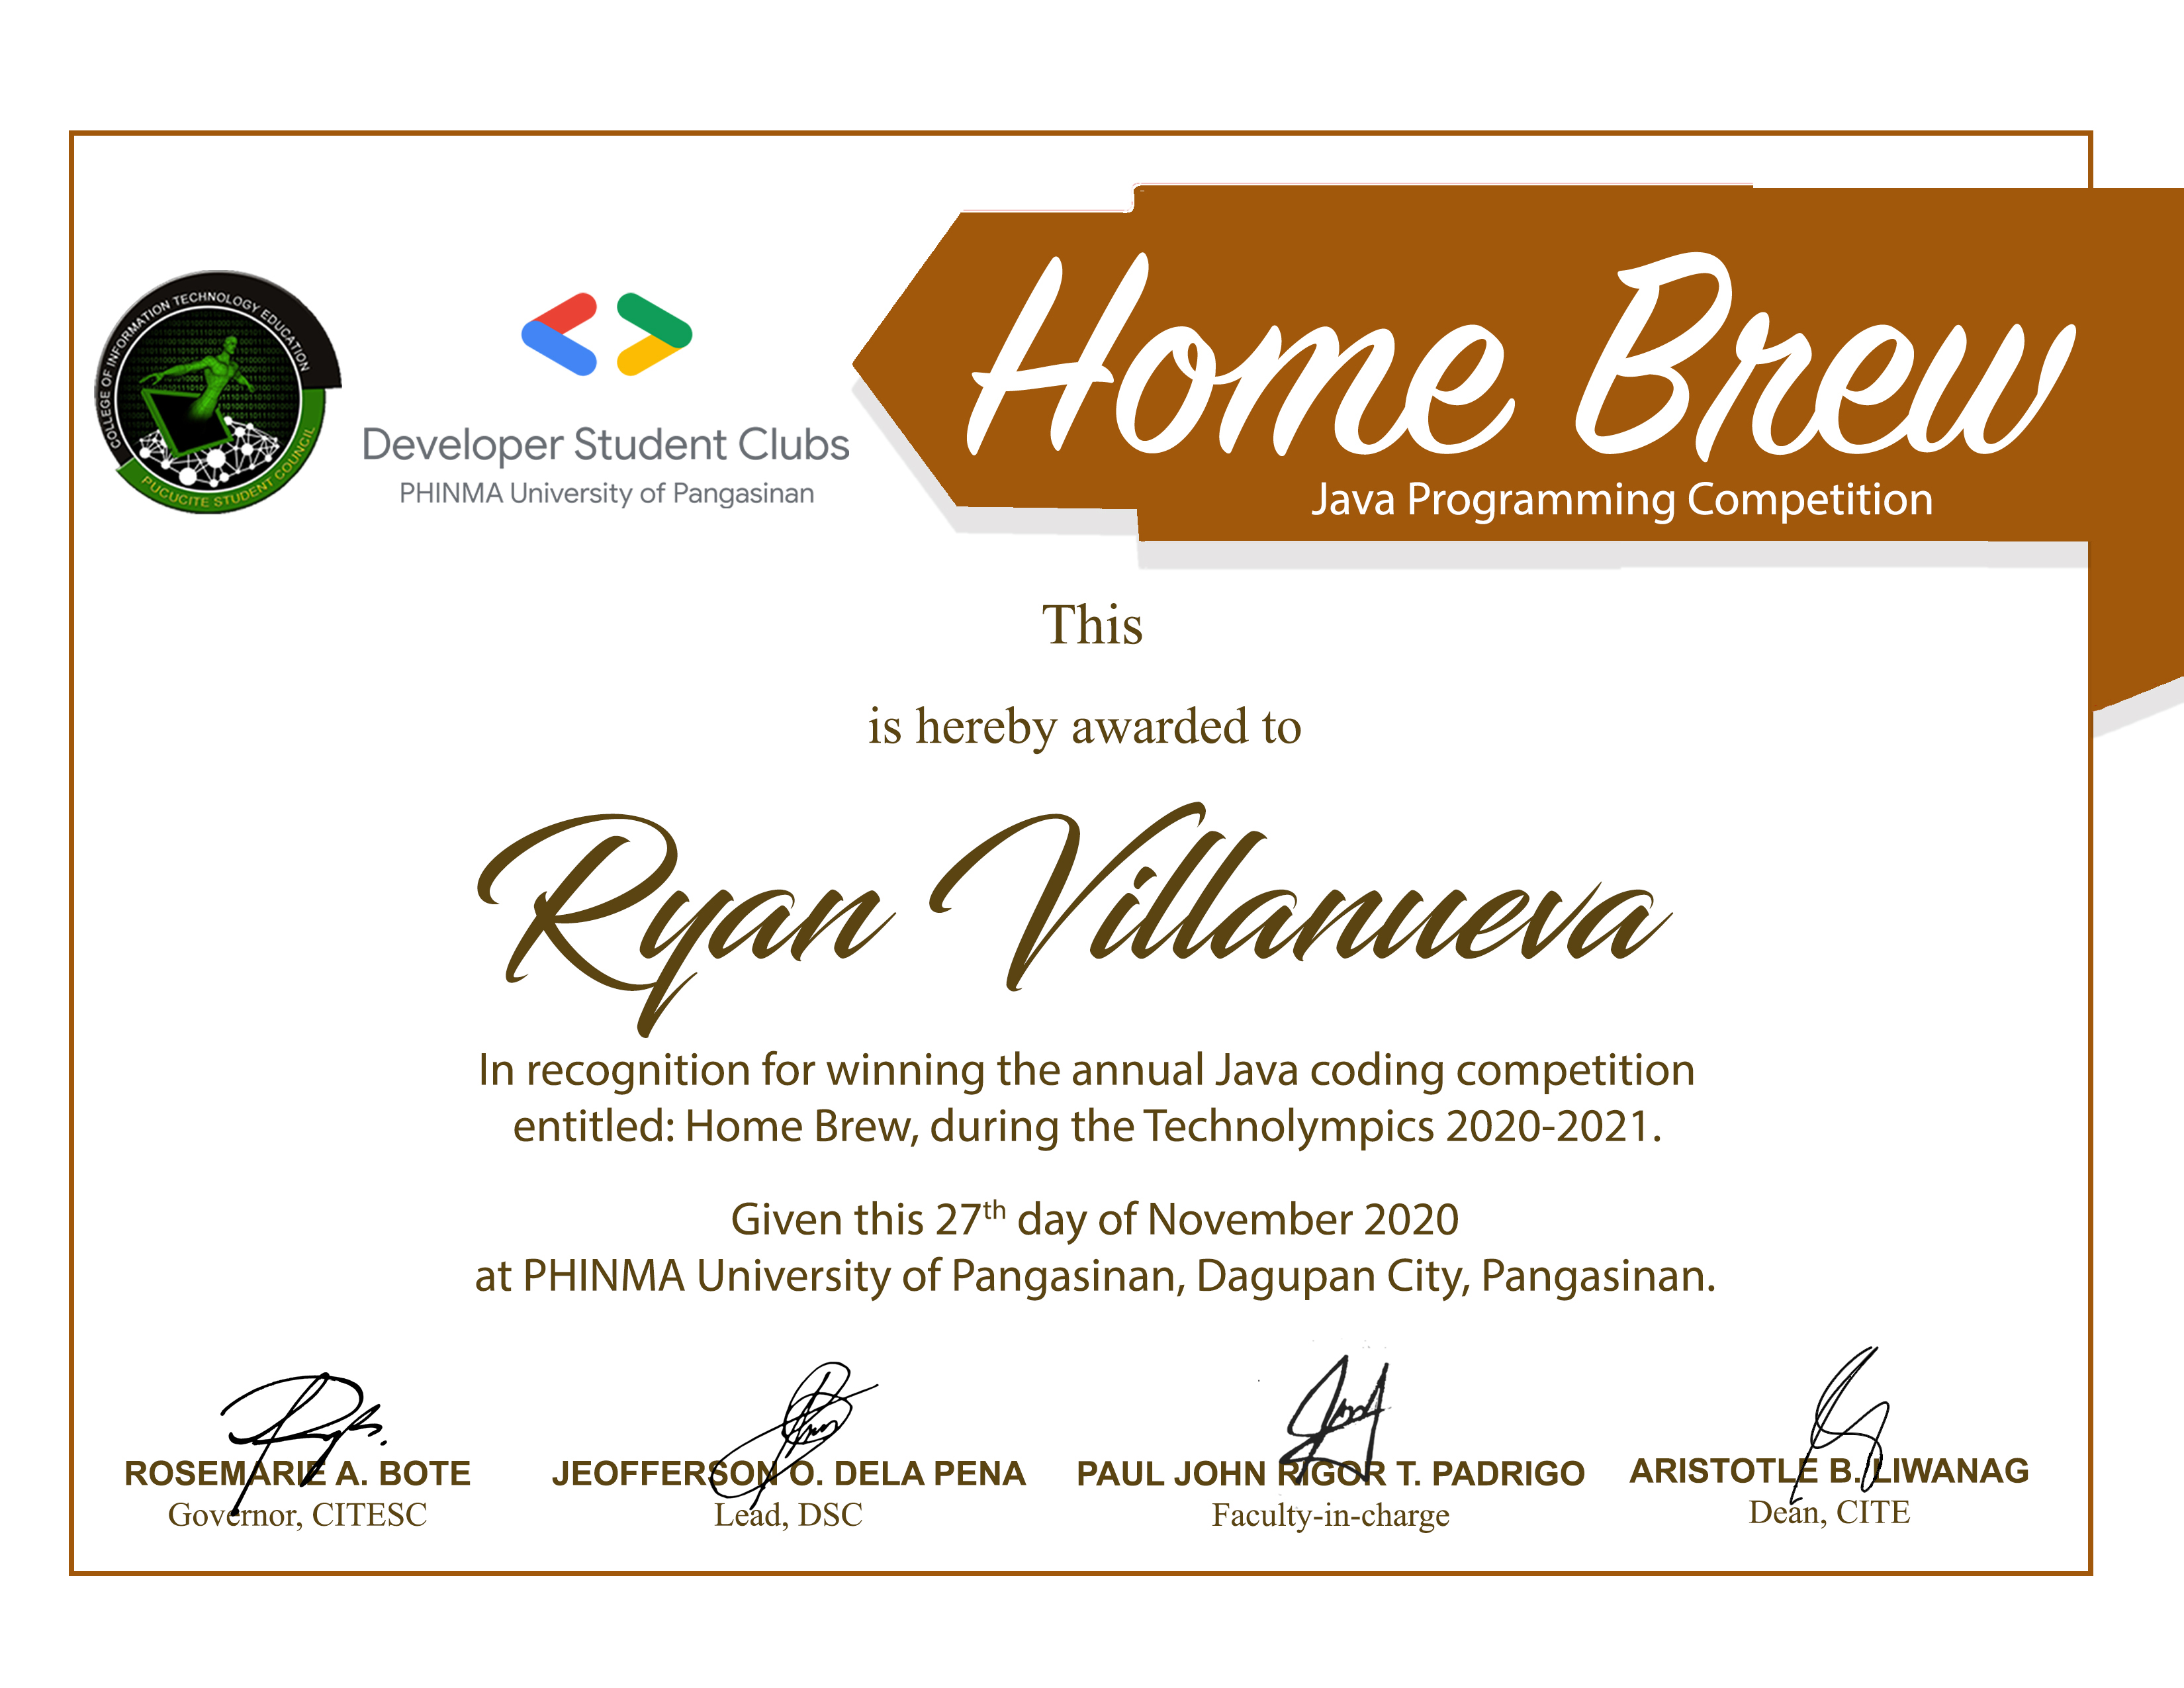 COLLEGE OF INFORMATION TECHNOLOGY EDUCATION
PUCUCITE STUDENT COUNCIL
Developer Student Clubs
PHINMA University of Pangasinan
Home Brew
Java Programming Competition
This
is hereby awarded to
Ryan Villanueva
In recognition for winning the annual Java coding competition
entitled: Home Brew, during the Technolympics 2020-2021.
Given this 27th day of November 2020
at PHINMA University of Pangasinan, Dagupan City, Pangasinan.
ROSEMARIE A. BOTE
Governor, CITESC
JEOFFERSON O. DELA PENA
Lead, DSC
PAUL JOHN RIGOR T. PADRIGO
Faculty-in-charge
ARISTOTLE B. LIWANAG
Dean, CITE